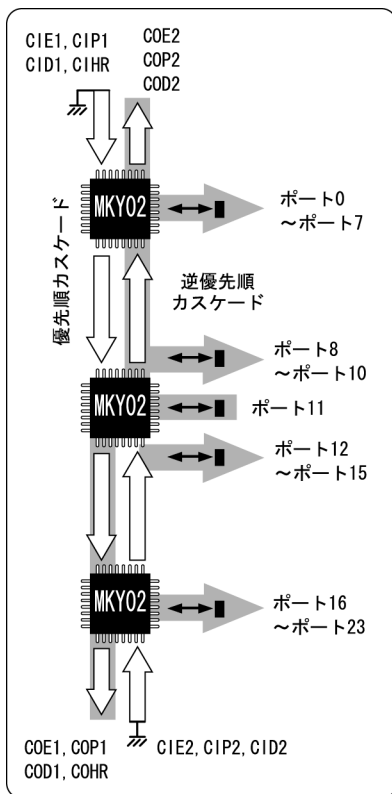 CIE1, CIP1
CID1, CIHR
COE2
COP2
COD2
MKY02
ポート0
～ポート7
優先順カスケード
逆優先順
カスケード
ポート8
～ポート10
MKY02
ポート11
ポート12
～ポート15
MKY02
ポート16
～ポート23
COE1, COP1
COD1, COHR
CIE2, CIP2, CID2